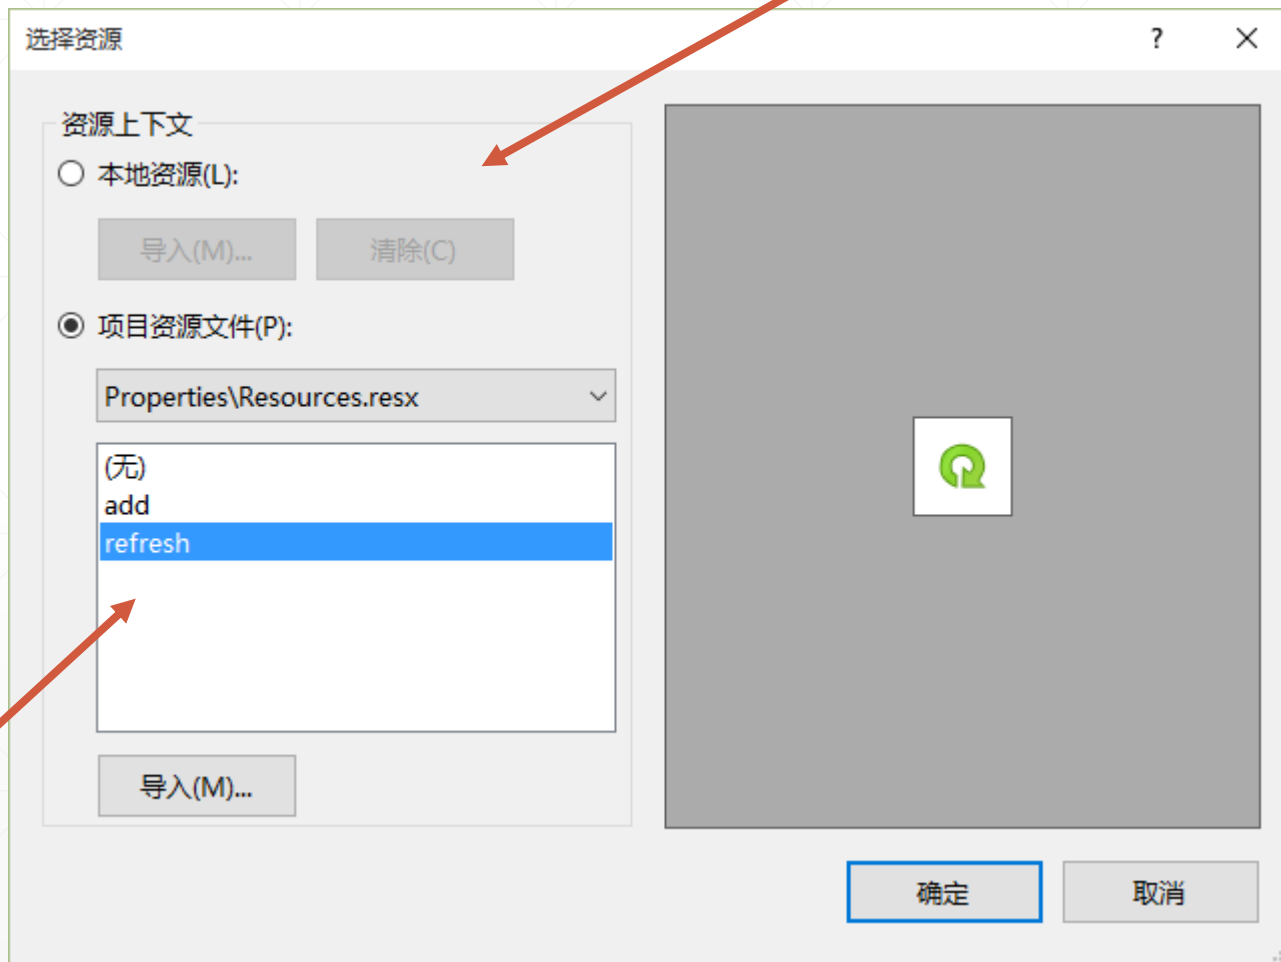 选择资源
?
资源上下文
本地资源(L):
导入(M)...
清除(C)
项目资源文件(P):
Properties\Resources.resx
(无)
add
refresh
导入(M)...
确定
取消